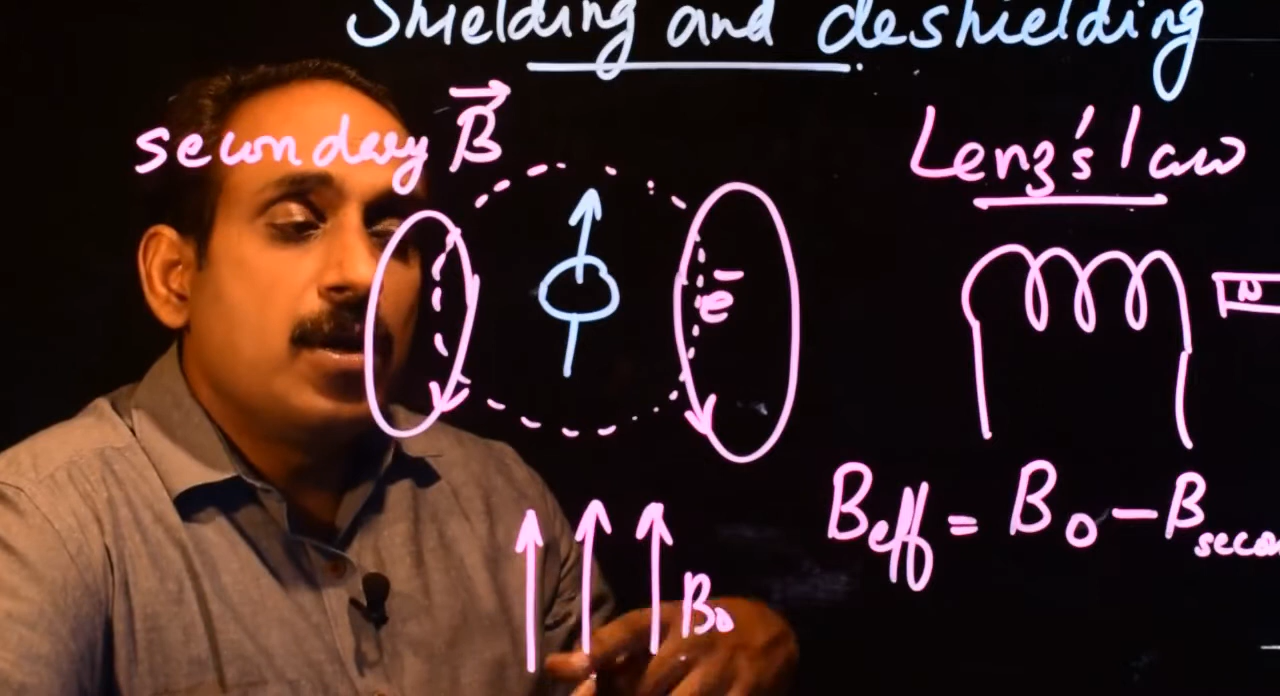 Shielding and deshielding
secondary B
Lenz's law
e-
N
Beff = B0 - Bsecon
B0